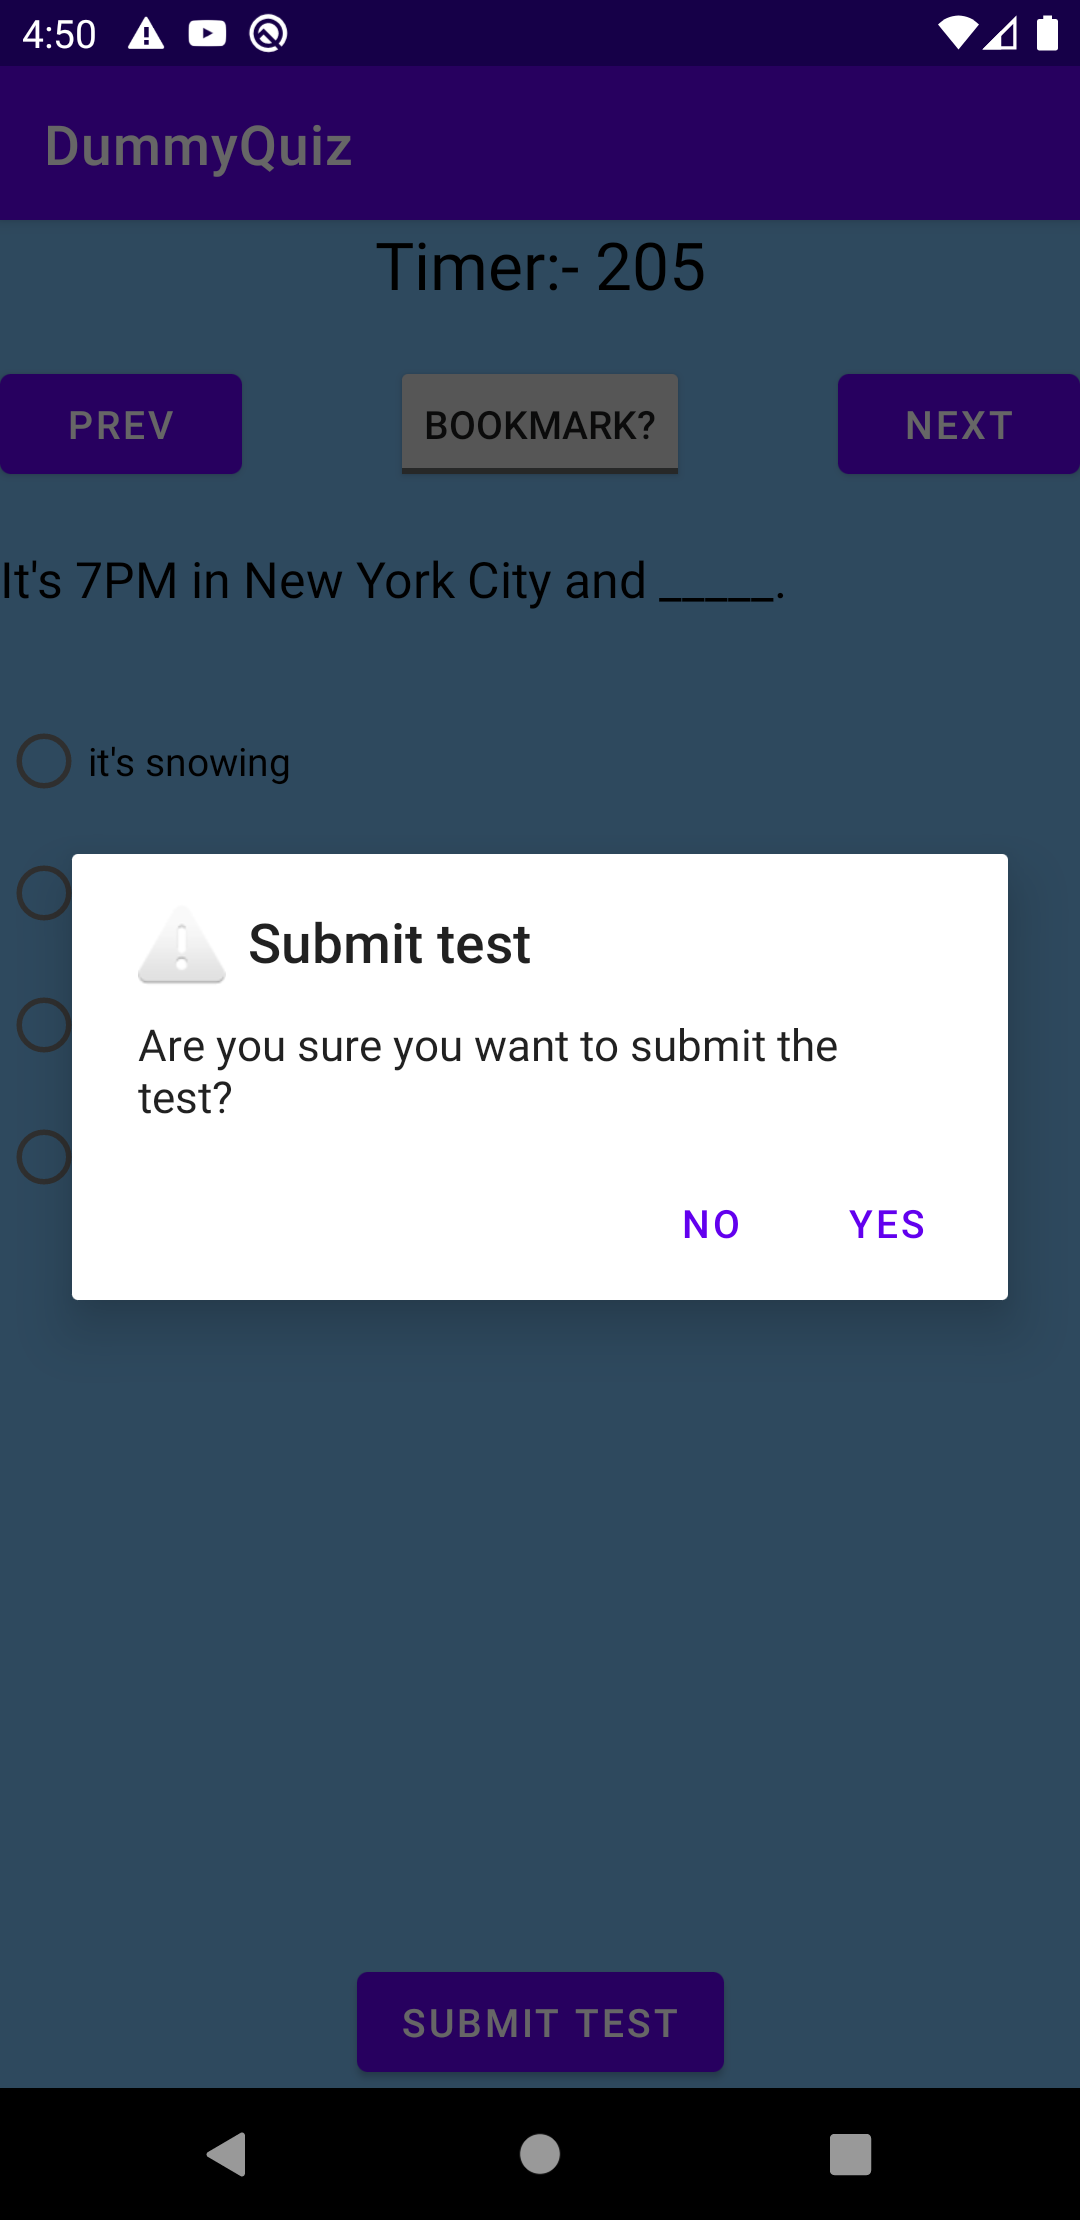 4:50
DummyQuiz
Timer:- 205
PREV
BOOKMARK?
NEXT
It's 7PM in New York City and _____.
it's snowing
Submit test
Are you sure you want to submit the
test?
NO
YES
SUBMIT TEST